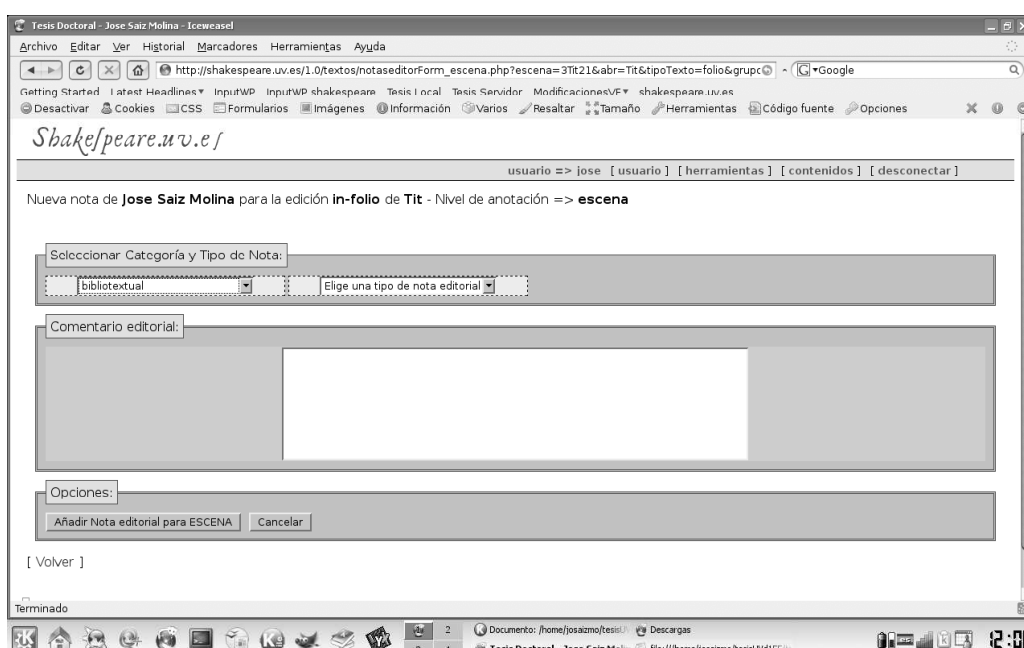 Tesis Doctoral - Jose Saiz Molina - Iceweasel
Archivo Editar Ver Historial Marcadores Herramientas Ayuda
http://shakespeare.uv.es/1.0/textos/notaseditorForm_escena.php?escena=3Tit21&abr=Tit&tipoTexto=folio&grupo
Google
Getting Started Latest Headlines InputWP InputWP shakespeare Tesis Local Tesis Servidor ModificacionesVF shakespeare.uv.es
Desactivar Cookies CSS Formularios Imágenes Información Varios Resaltar Tamaño Herramientas Código fuente Opciones
Shakeſpeare.uv.eſ
usuario => jose [ usuario ] [ herramientas ] [ contenidos ] [ desconectar ]
Nueva nota de Jose Saiz Molina para la edición in-folio de Tit - Nivel de anotación => escena
Seleccionar Categoría y Tipo de Nota:
bibliotextual Elige una tipo de nota editorial
Comentario editorial:
Opciones:
Añadir Nota editorial para ESCENA Cancelar
[ Volver ]
Terminado
2 Documento: /home/josaizmo/tesis Descargas
Tesis Doctoral - Jose Saiz